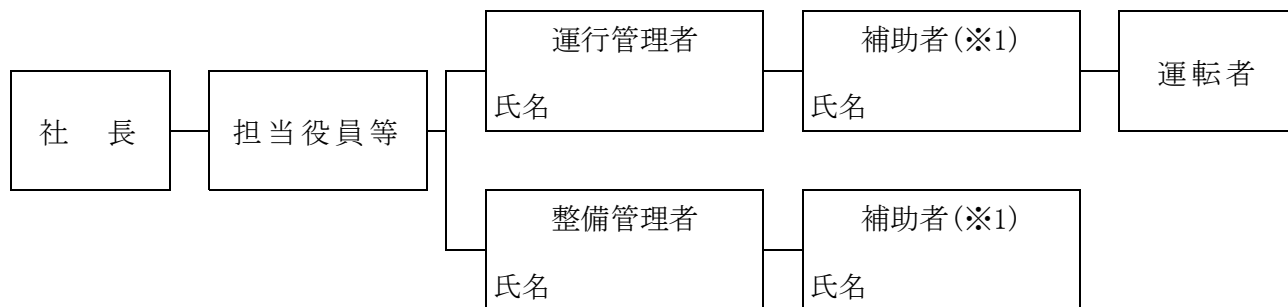 社　長
担当役員等
運行管理者
氏名
補助者(※1)
氏名
運転者
整備管理者
氏名
補助者(※1)
氏名